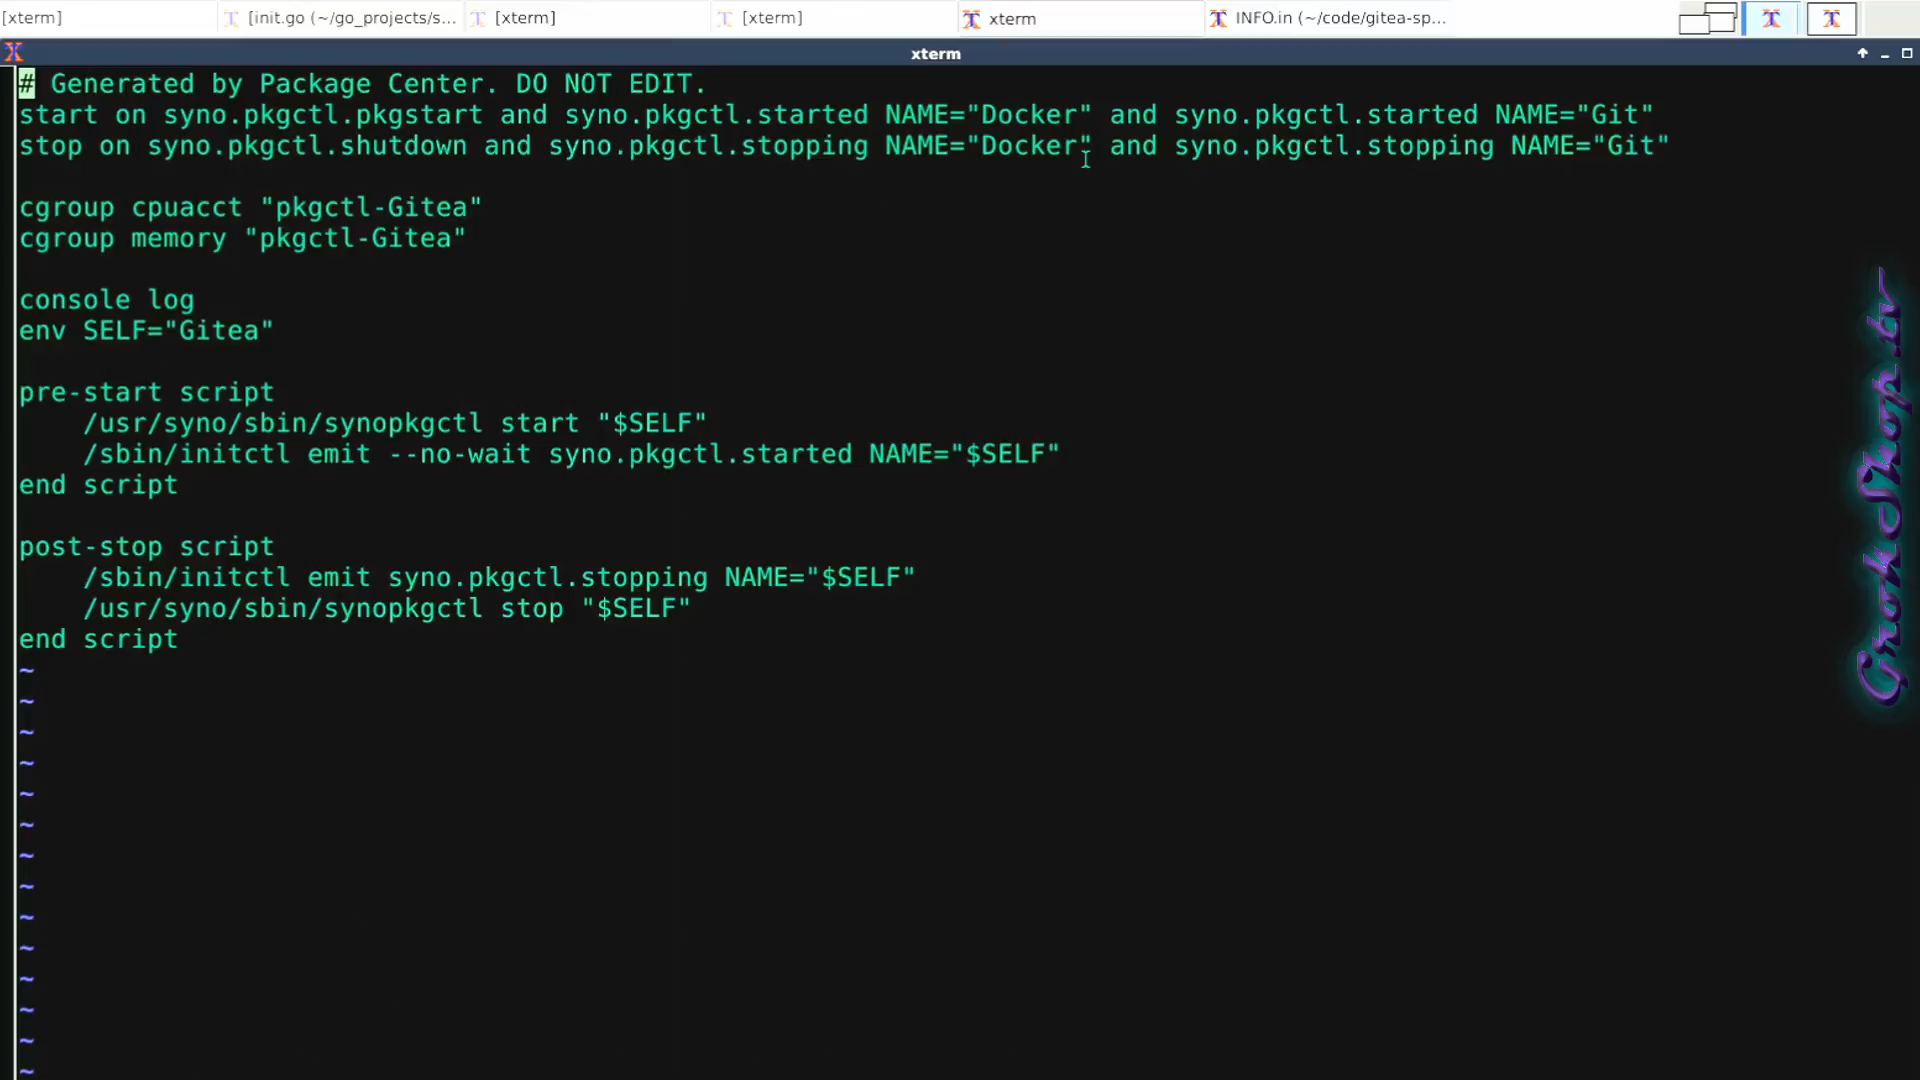 [xterm]
[init.go (~/go_projects/s...
[xterm]
[xterm]
xterm
INFO.in (~/code/gitea-sp...
xterm
# Generated by Package Center. DO NOT EDIT.
start on syno.pkgctl.pkgstart and syno.pkgctl.started NAME="Docker" and syno.pkgctl.started NAME="Git"
stop on syno.pkgctl.shutdown and syno.pkgctl.stopping NAME="Docker" and syno.pkgctl.stopping NAME="Git"
cgroup cpuacct "pkgctl-Gitea"
cgroup memory "pkgctl-Gitea"
console log
env SELF="Gitea"
pre-start script
    /usr/syno/sbin/synopkgctl start "$SELF"
    /sbin/initctl emit --no-wait syno.pkgctl.started NAME="$SELF"
end script
post-stop script
    /sbin/initctl emit syno.pkgctl.stopping NAME="$SELF"
    /usr/syno/sbin/synopkgctl stop "$SELF"
end script
~
~
~
~
~
~
~
~
~
~
~
~
~
~
GrokShop.tv